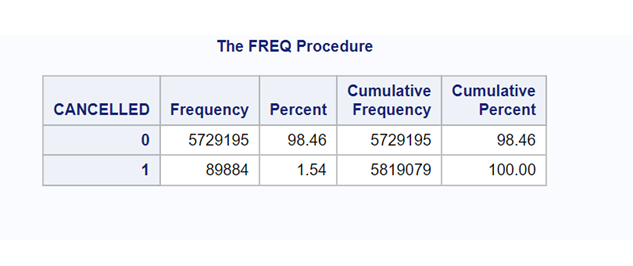 The FREQ Procedure
CANCELLED Frequency Percent Cumulative Frequency Cumulative Percent
0 5729195 98.46 5729195 98.46
1 89884 1.54 5819079 100.00